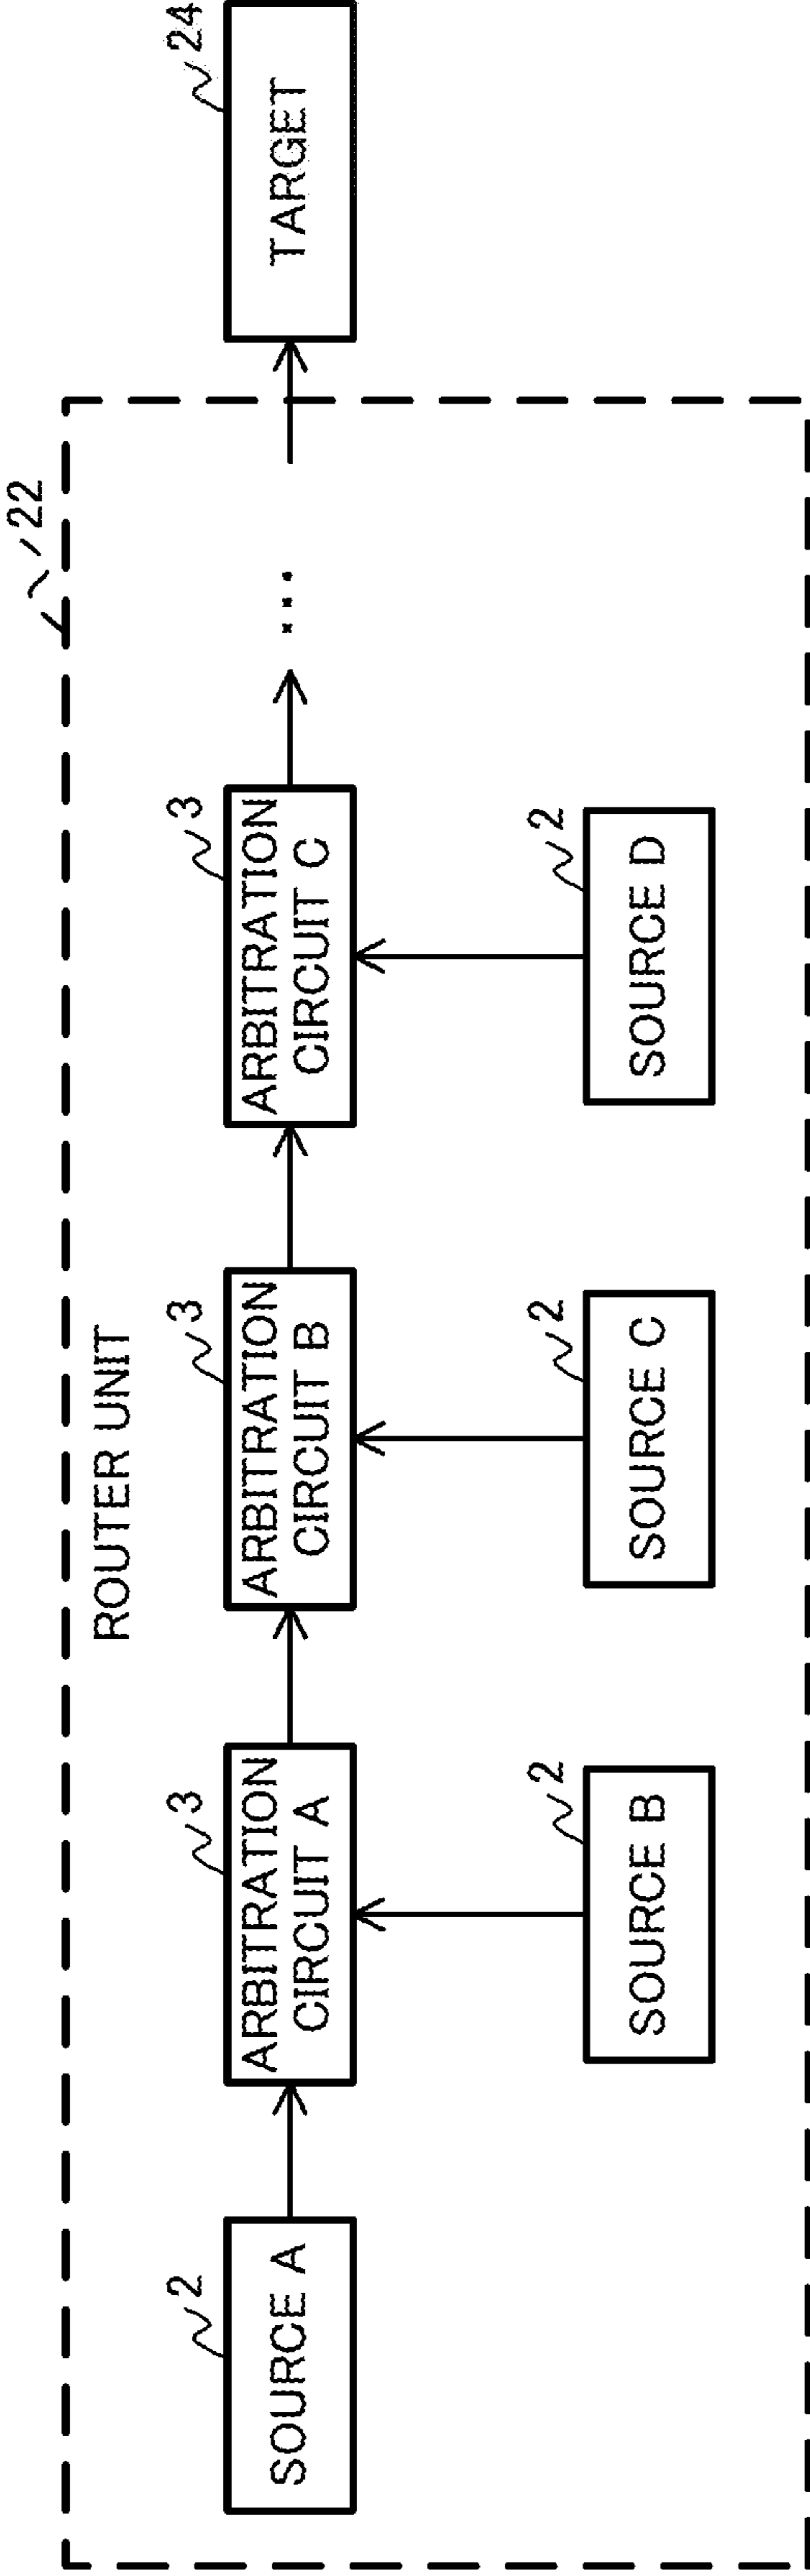 22
ROUTER UNIT
2
SOURCE A
3
ARBITRATION
CIRCUIT A
3
ARBITRATION
CIRCUIT B
3
ARBITRATION
CIRCUIT C
...
24
TARGET
2
SOURCE B
2
SOURCE C
2
SOURCE D